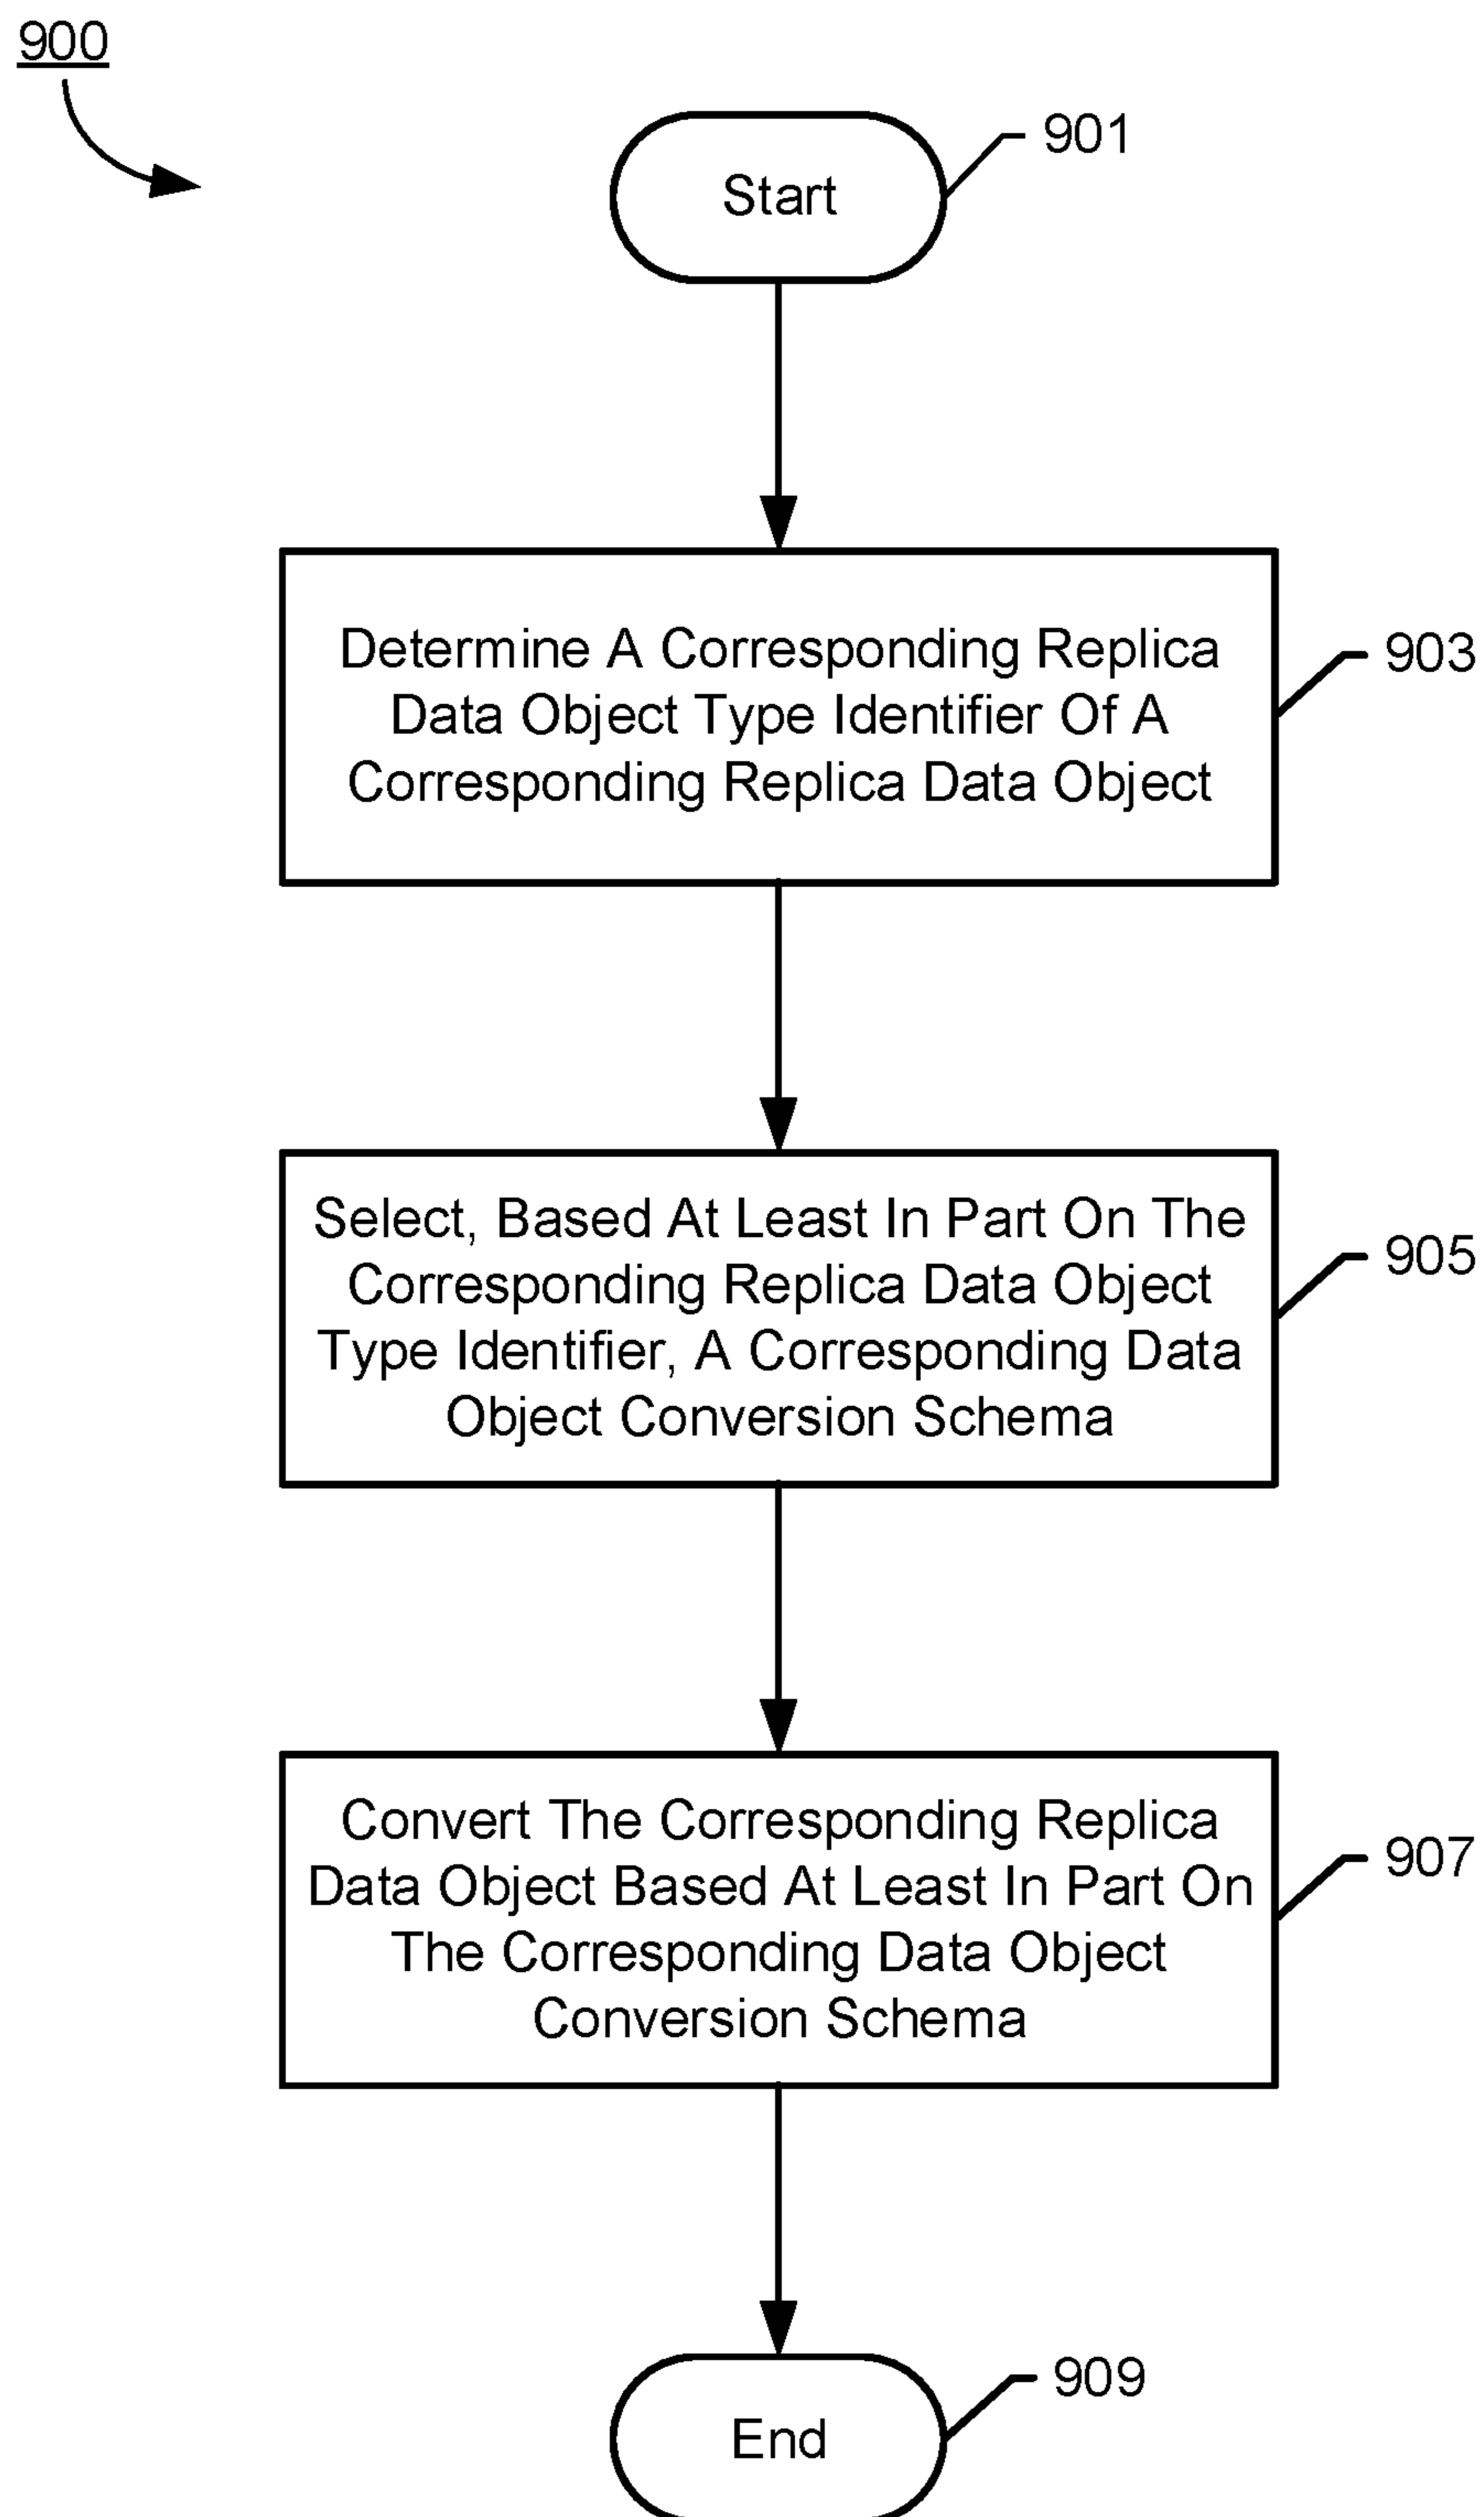 900
Start
901
Determine A Corresponding Replica
Data Object Type Identifier Of A
Corresponding Replica Data Object
903
Select, Based At Least In Part On The
Corresponding Replica Data Object
Type Identifier, A Corresponding Data
Object Conversion Schema
905
Convert The Corresponding Replica
Data Object Based At Least In Part On
The Corresponding Data Object
Conversion Schema
907
End
909